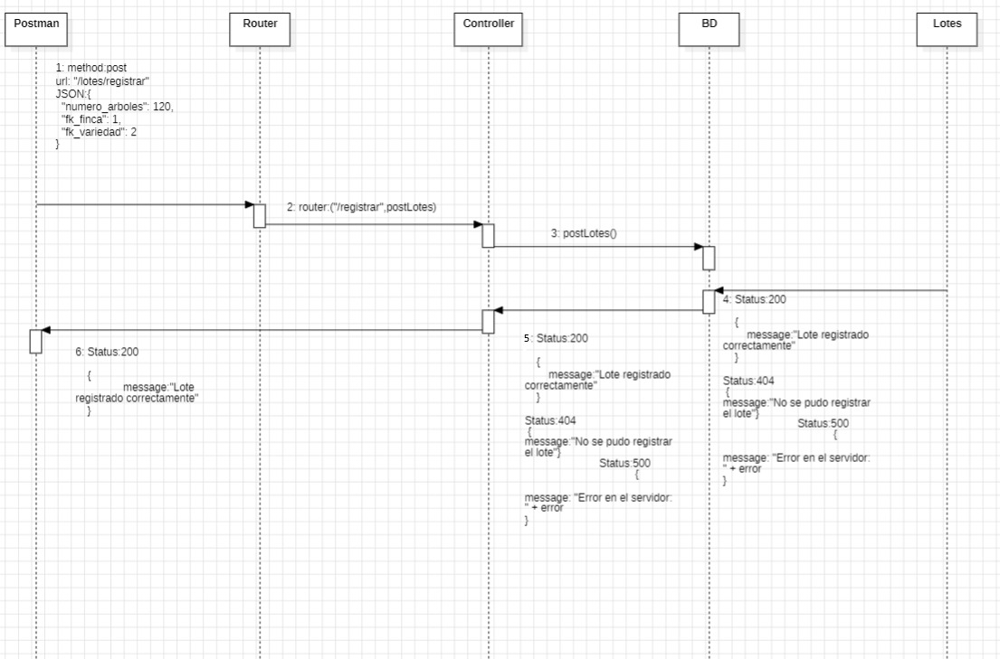 Postman
Router
Controller
BD
Lotes
1: method:post
url: "/lotes/registrar"
JSON:{
"numero_arboles": 120,
"fk_finca": 1,
"fk_variedad": 2
}
2: router:("/registrar",postLotes)
3: postLotes()
4: Status:200
{
message:"Lote registrado
correctamente"
}
Status:404
{
message:"No se pudo registrar
el lote"}
Status:500
{
message: "Error en el servidor:
" + error
}
5: Status:200
{
message:"Lote registrado
correctamente"
}
Status:404
{
message:"No se pudo registrar
el lote"}
Status:500
{
message: "Error en el servidor:
" + error
}
6: Status:200
{
message:"Lote
registrado correctamente"
}